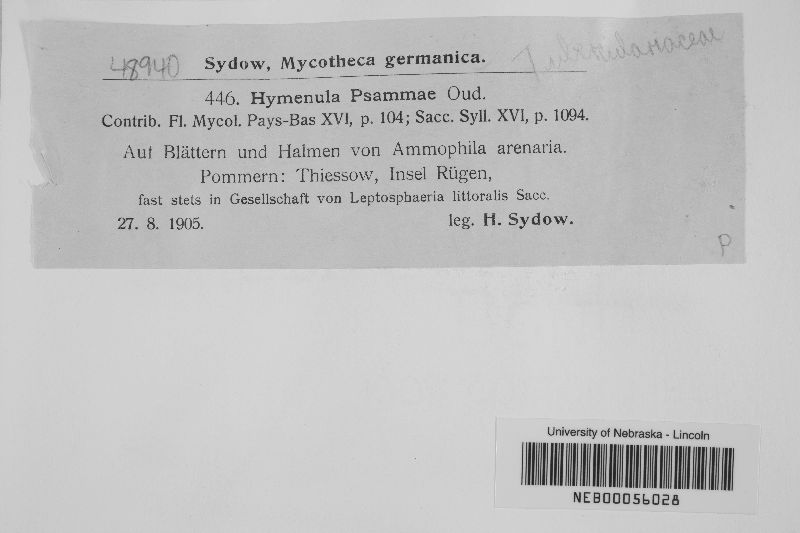 48940 Sydow, Mycotheca germanica. Tuberculariaceae
446. Hymenula Psammae Oud.
Contrib. Fl. Mycol. Pays-Bas XVI, p. 104; Sacc. Syll. XVI, p. 1094.
Auf Blättern und Halmen von Ammophila arenaria.
Pommern: Thiessow, Insel Rügen,
fast stets in Gesellschaft von Leptosphaeria littoralis Sacc.
27. 8. 1905. leg. H. Sydow.
P
University of Nebraska - Lincoln
NEB00056028